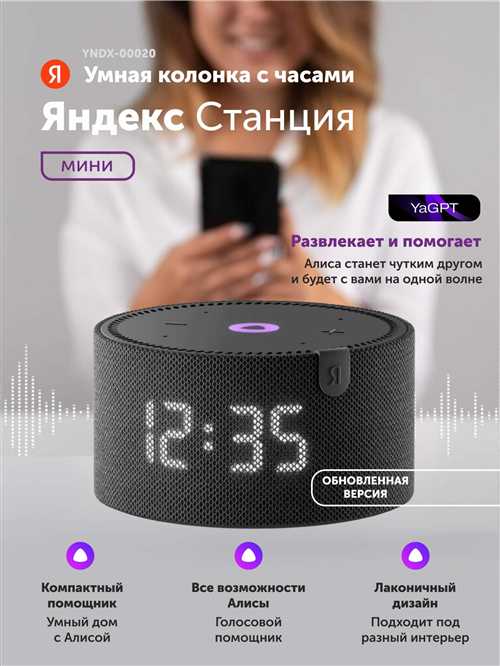 YNDX-00020
Я Умная колонка с часами
Яндекс Станция
мини
YaGPT
Развлекает и помогает
Алиса станет чутким другом
и будет с вами на одной волне
Я
12:35
ОБНОВЛЕННАЯ
ВЕРСИЯ
Компактный
помощник
Умный дом
с Алисой
Все возможности
Алисы
Голосовой
помощник
Лаконичный
дизайн
Подходит под
разный интерьер